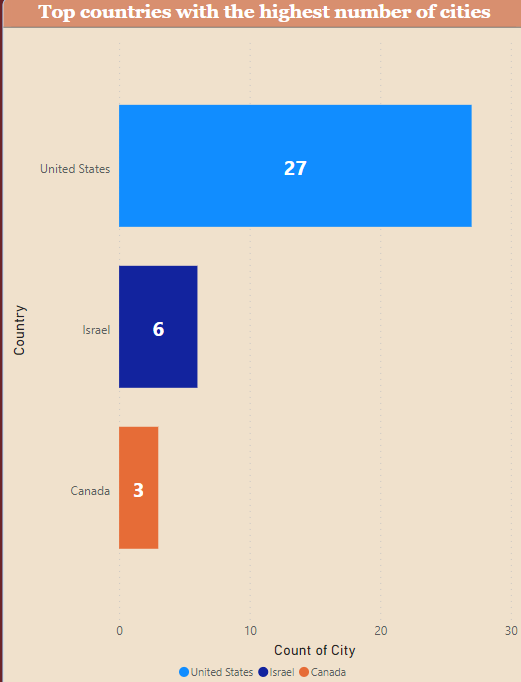 Top countries with the highest number of cities
United States
27
Israel
6
Canada
3
Country
0 10 20 30
Count of City
United States Israel Canada